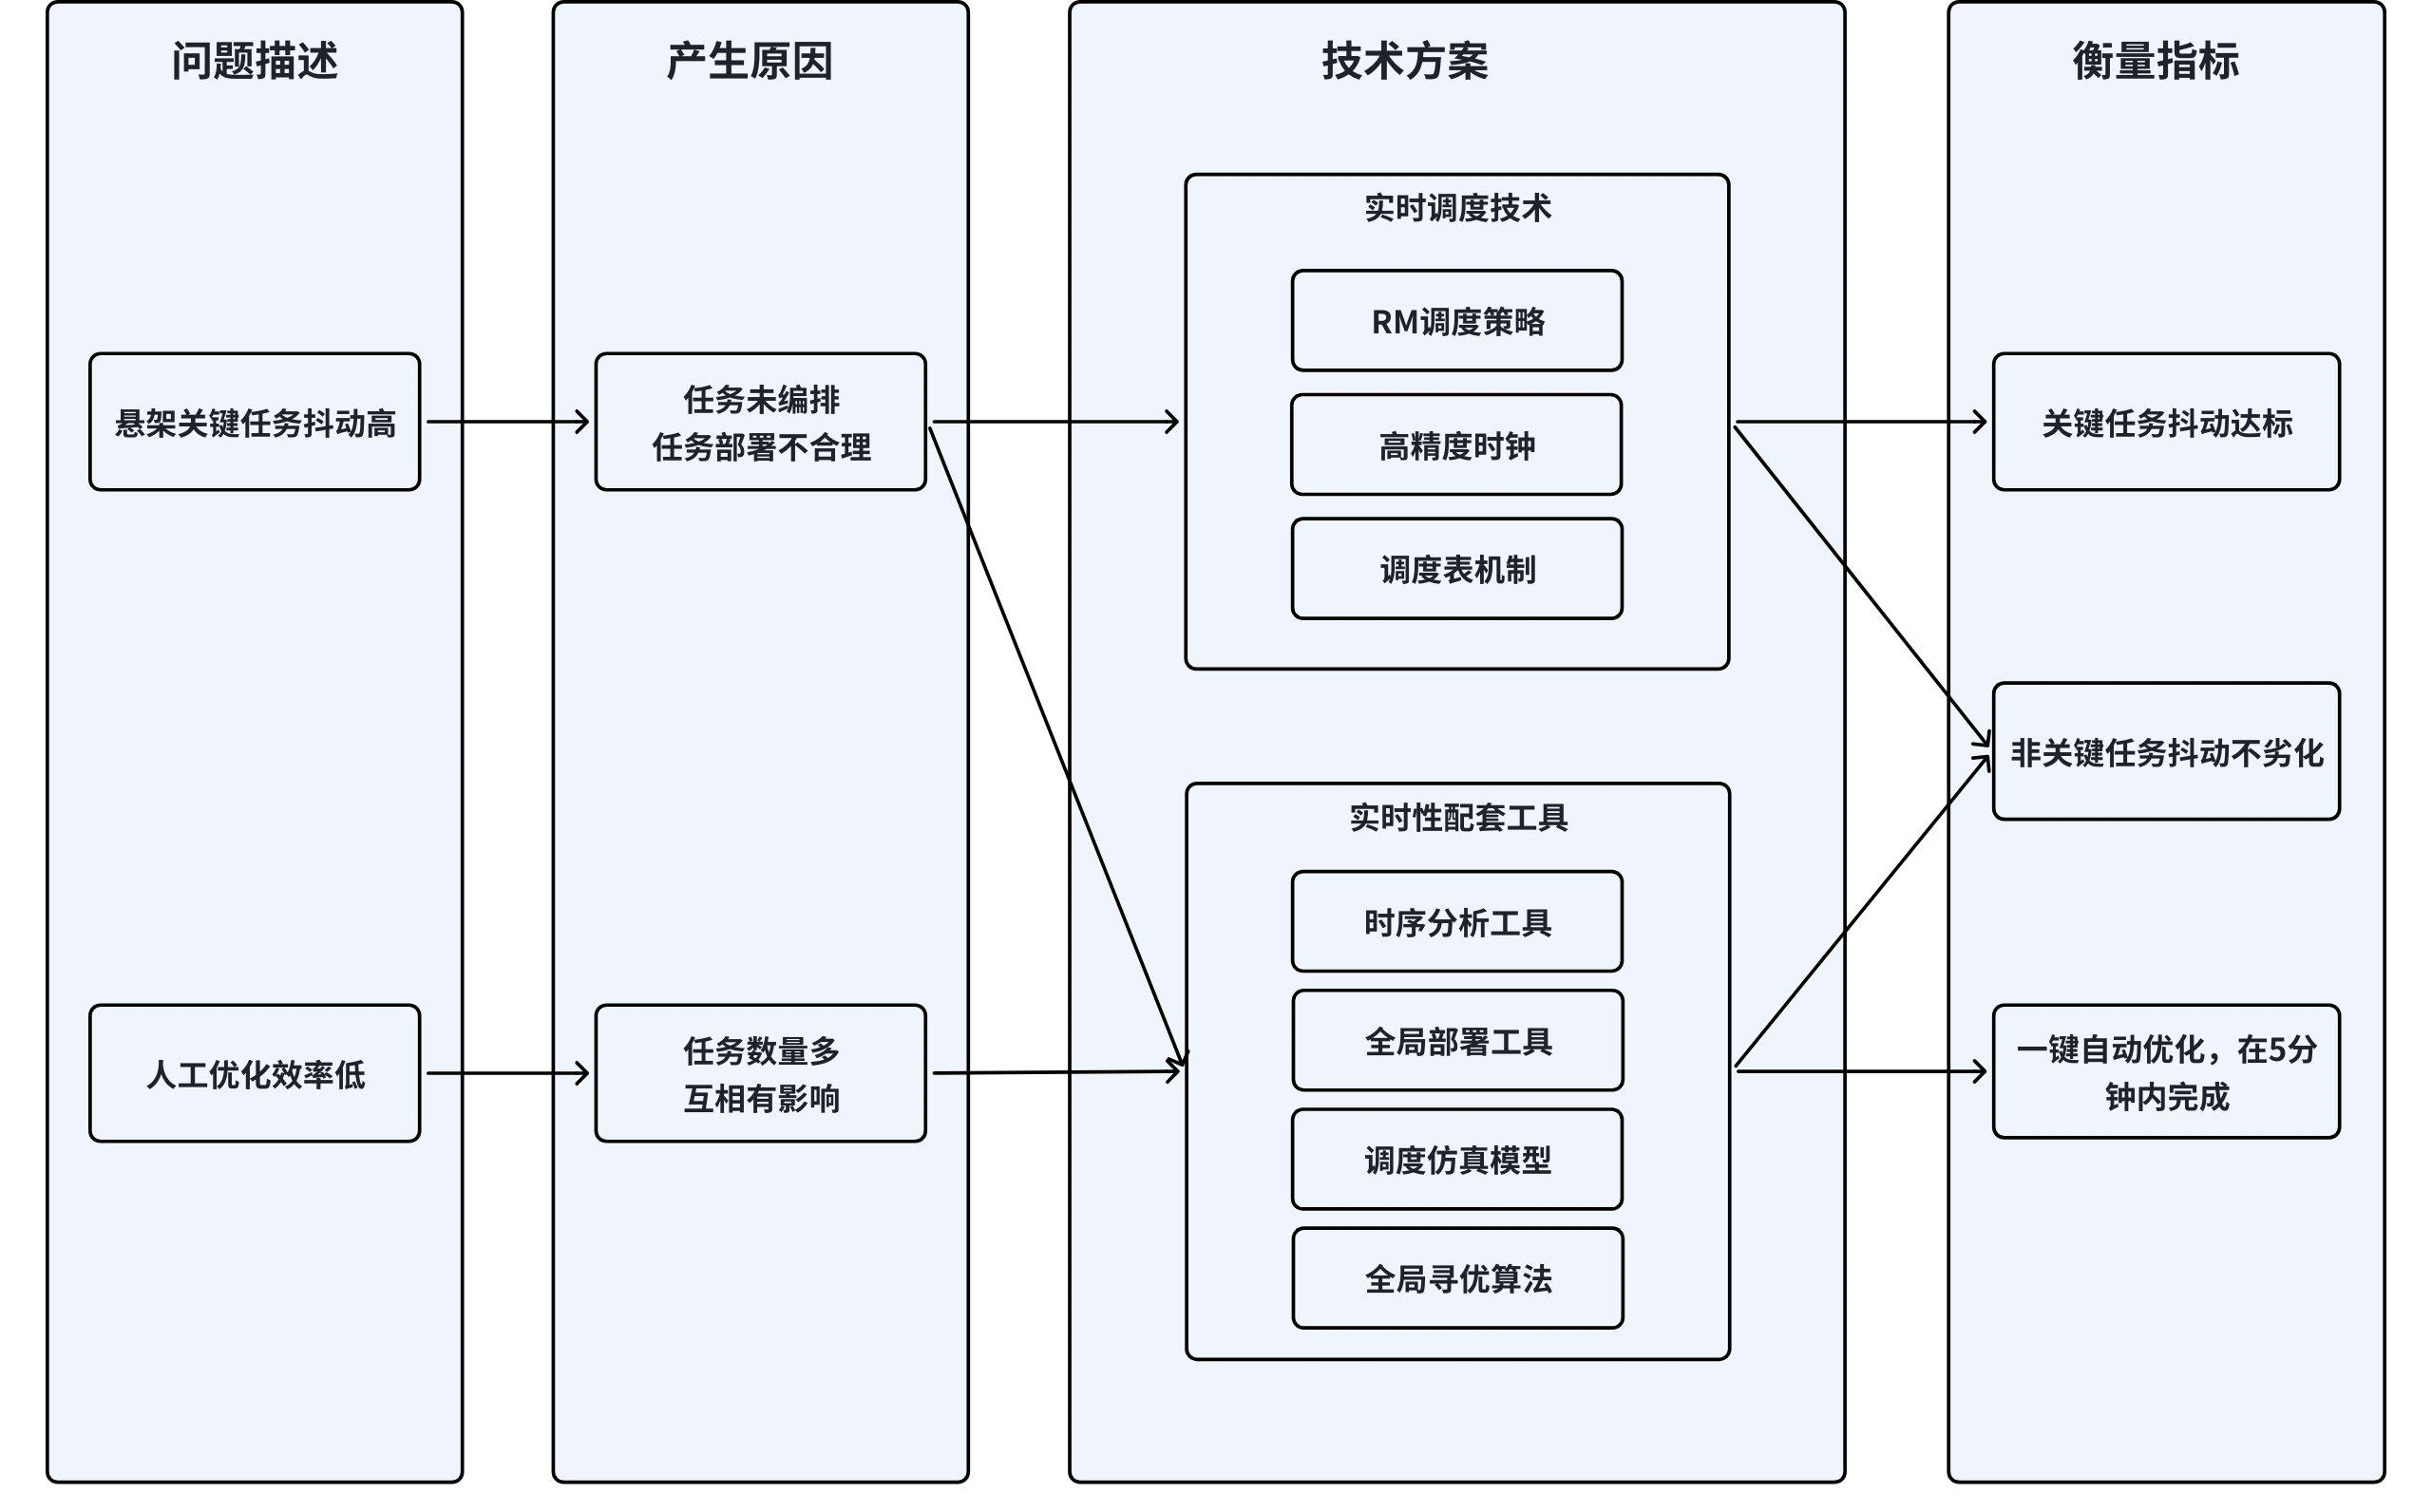 问题描述
悬架关键任务抖动高
人工优化效率低
产生原因
任务未编排
任务部署不合理
任务数量多
互相有影响
技术方案
实时调度技术
RM调度策略
高精度时钟
调度表机制
实时性配套工具
时序分析工具
全局部署工具
调度仿真模型
全局寻优算法
衡量指标
关键任务抖动达标
非关键任务抖动不劣化
一键自动优化，在5分
钟内完成